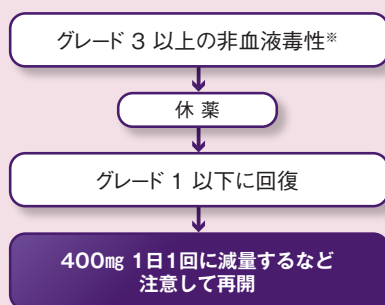 グレード 3 以上の非血液毒性※
休 薬
グレード 1 以下に回復
400㎎ 1日1回に減量するなど
注意して再開